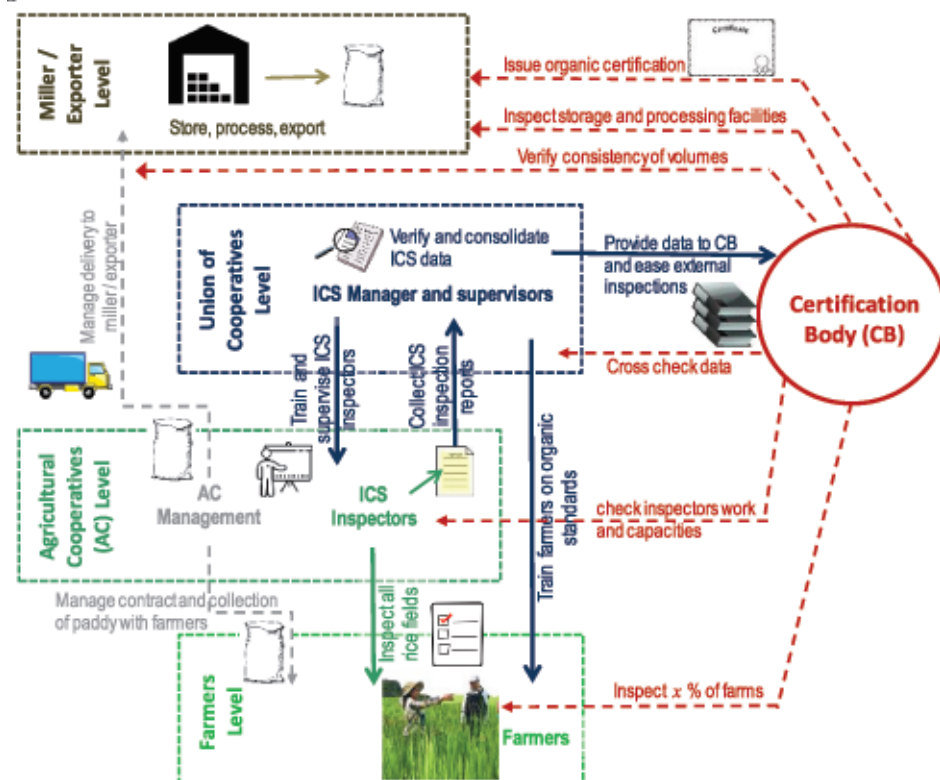 Miller /
Exporter
Level
Store, process, export
Certificate
Issue organic certification
Inspect storage and processing facilities
Verify consistency of volumes
Manage delivery to
miller / exporter
Union of
Cooperatives
Level
Verify and consolidate
ICS data
ICS Manager and supervisors
Provide data to CB
and ease external
inspections
Certification
Body (CB)
Cross check data
Train and
supervise ICS
inspectors
Collect ICS
inspection
reports
Train farmers on organic
standards
Agricultural
Cooperatives
(AC) Level
AC
Management
ICS
Inspectors
check inspectors work
and capacities
Manage contract and collection
of paddy with farmers
Inspect all
rice fields
Farmers
Level
Farmers
Inspect x % of farms